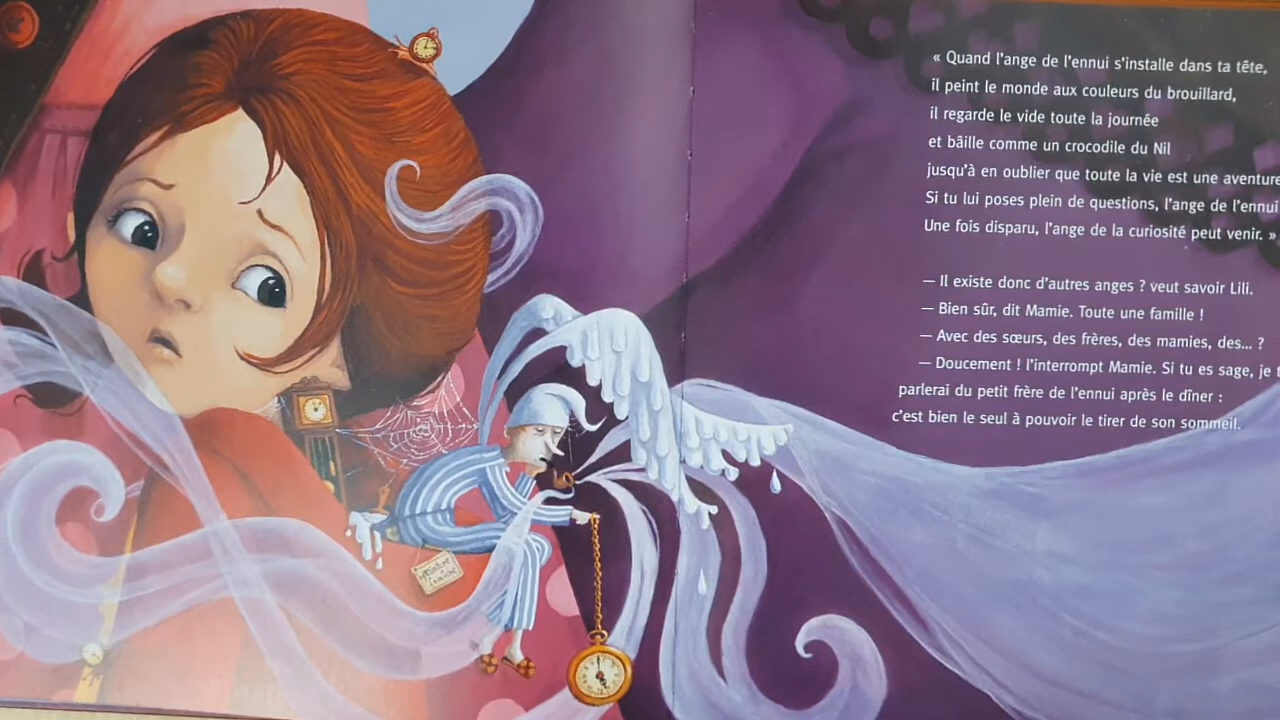 « Quand l'ange de l'ennui s'installe dans ta tête,
il peint le monde aux couleurs du brouillard,
il regarde le vide toute la journée
et bâille comme un crocodile du Nil
jusqu'à en oublier que toute la vie est une aventure
Si tu lui poses plein de questions, l'ange de l'ennui
Une fois disparu, l'ange de la curiosité peut venir. »
— Il existe donc d'autres anges ? veut savoir Lili.
— Bien sûr, dit Mamie. Toute une famille !
— Avec des sœurs, des frères, des mamies, des... ?
— Doucement ! l'interrompt Mamie. Si tu es sage, je
parlerai du petit frère de l'ennui après le dîner :
c'est bien le seul à pouvoir le tirer de son sommeil.